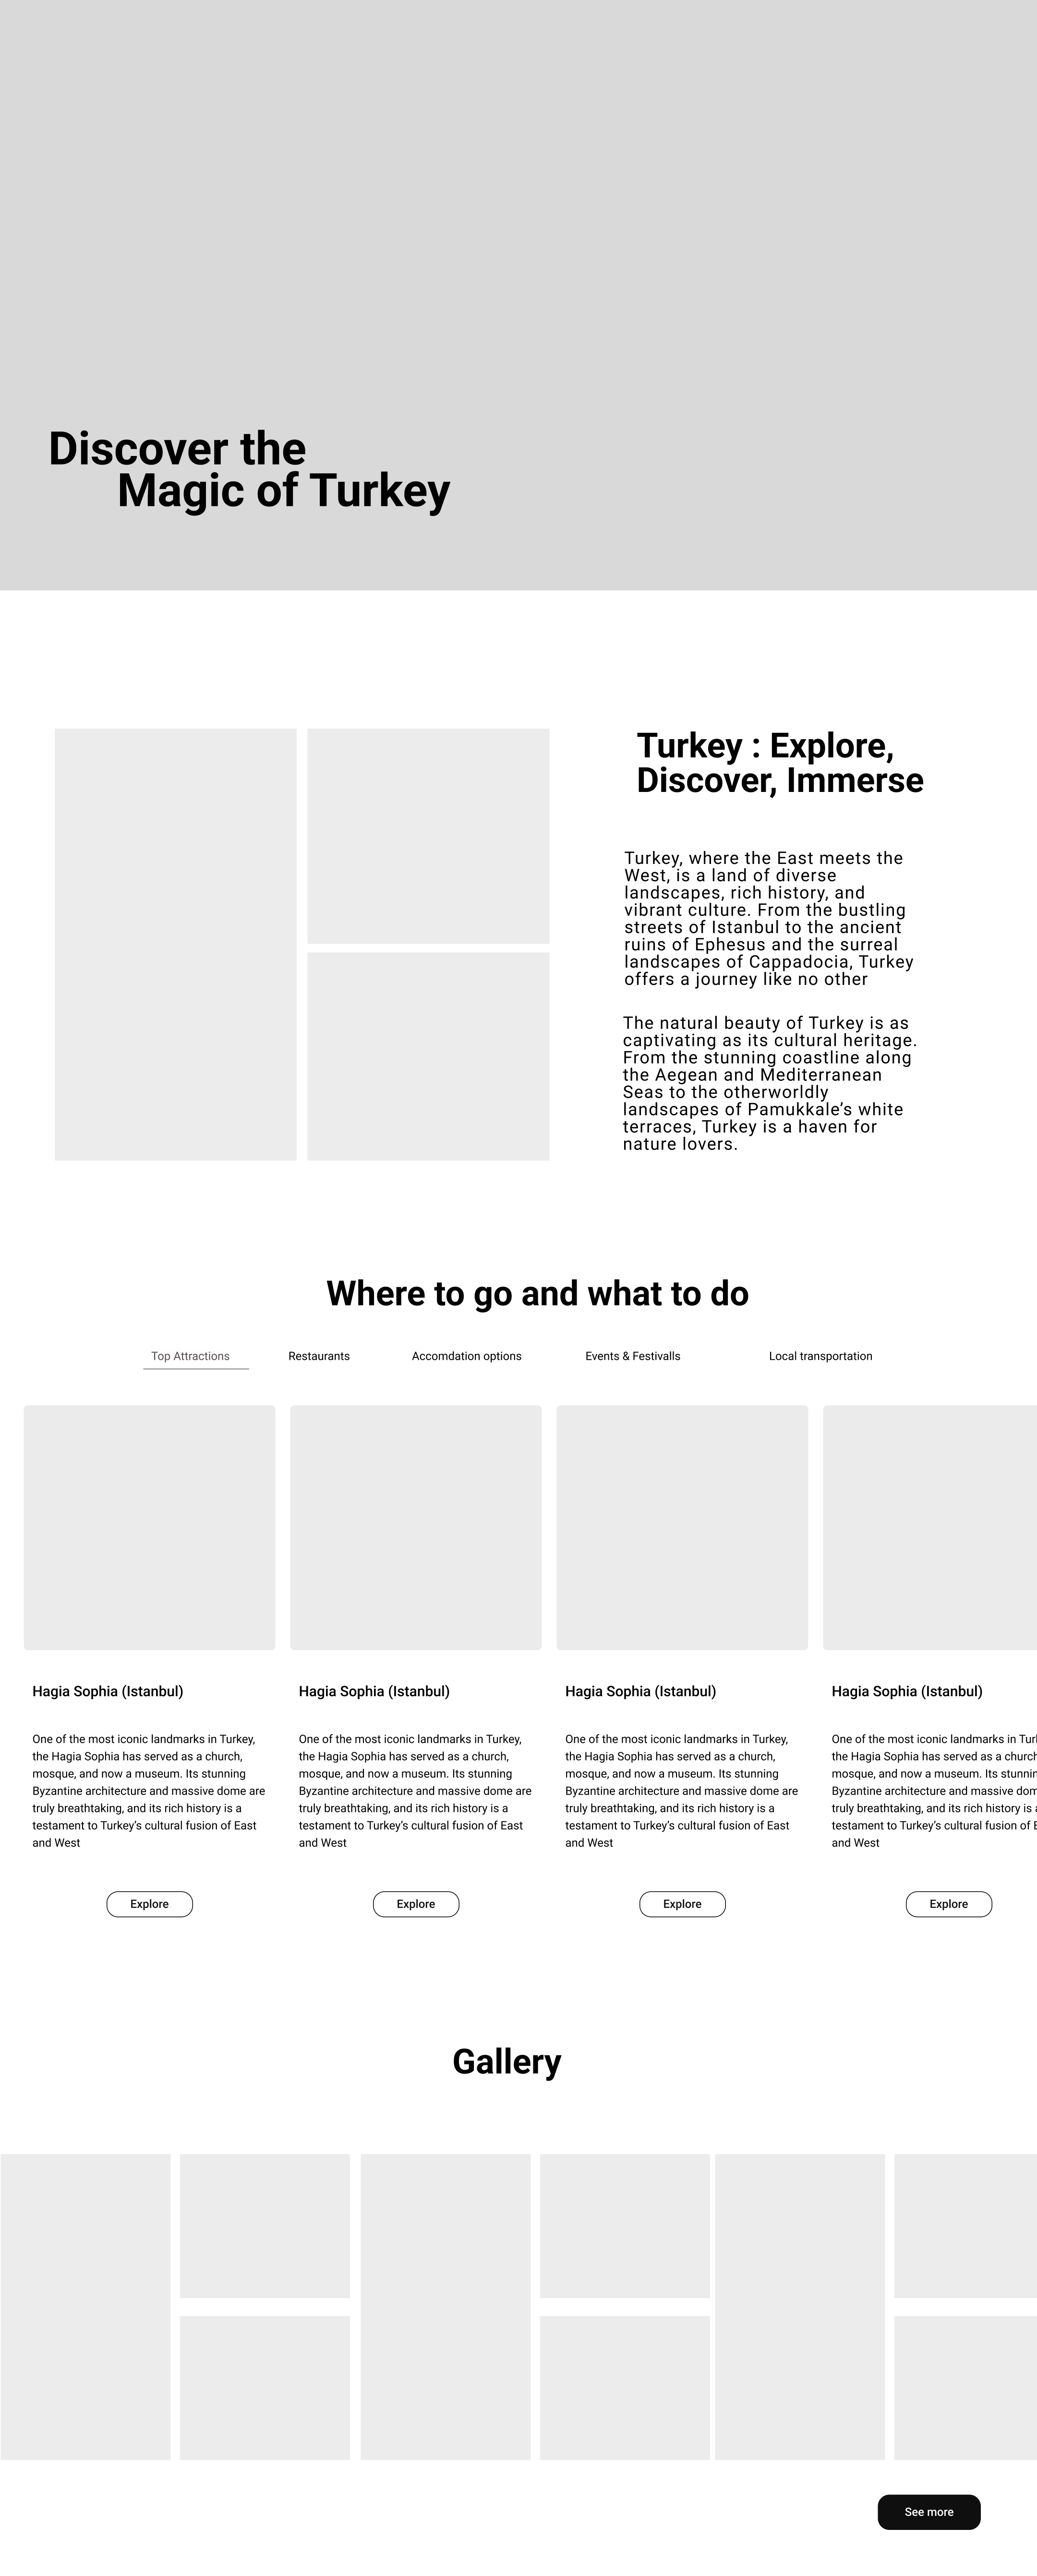 Discover the
Magic of Turkey
Turkey : Explore,
Discover, Immerse
Turkey, where the East meets the
West, is a land of diverse
landscapes, rich history, and
vibrant culture. From the bustling
streets of Istanbul to the ancient
ruins of Ephesus and the surreal
landscapes of Cappadocia, Turkey
offers a journey like no other
The natural beauty of Turkey is as
captivating as its cultural heritage.
From the stunning coastline along
the Aegean and Mediterranean
Seas to the otherworldly
landscapes of Pamukkale’s white
terraces, Turkey is a haven for
nature lovers.
Where to go and what to do
Top Attractions
Restaurants
Accomdation options
Events & Festivalls
Local transportation
Hagia Sophia (Istanbul)
One of the most iconic landmarks in Turkey,
the Hagia Sophia has served as a church,
mosque, and now a museum. Its stunning
Byzantine architecture and massive dome are
truly breathtaking, and its rich history is a
testament to Turkey’s cultural fusion of East
and West
Explore
Hagia Sophia (Istanbul)
One of the most iconic landmarks in Turkey,
the Hagia Sophia has served as a church,
mosque, and now a museum. Its stunning
Byzantine architecture and massive dome are
truly breathtaking, and its rich history is a
testament to Turkey’s cultural fusion of East
and West
Explore
Hagia Sophia (Istanbul)
One of the most iconic landmarks in Turkey,
the Hagia Sophia has served as a church,
mosque, and now a museum. Its stunning
Byzantine architecture and massive dome are
truly breathtaking, and its rich history is a
testament to Turkey’s cultural fusion of East
and West
Explore
Hagia Sophia (Istanbul)
One of the most iconic landmarks in
the Hagia Sophia has served as a
mosque, and now a museum. Its
Byzantine architecture and massive
truly breathtaking, and its rich history is
testament to Turkey’s cultural fusion of
and West
Explore
Gallery
See more